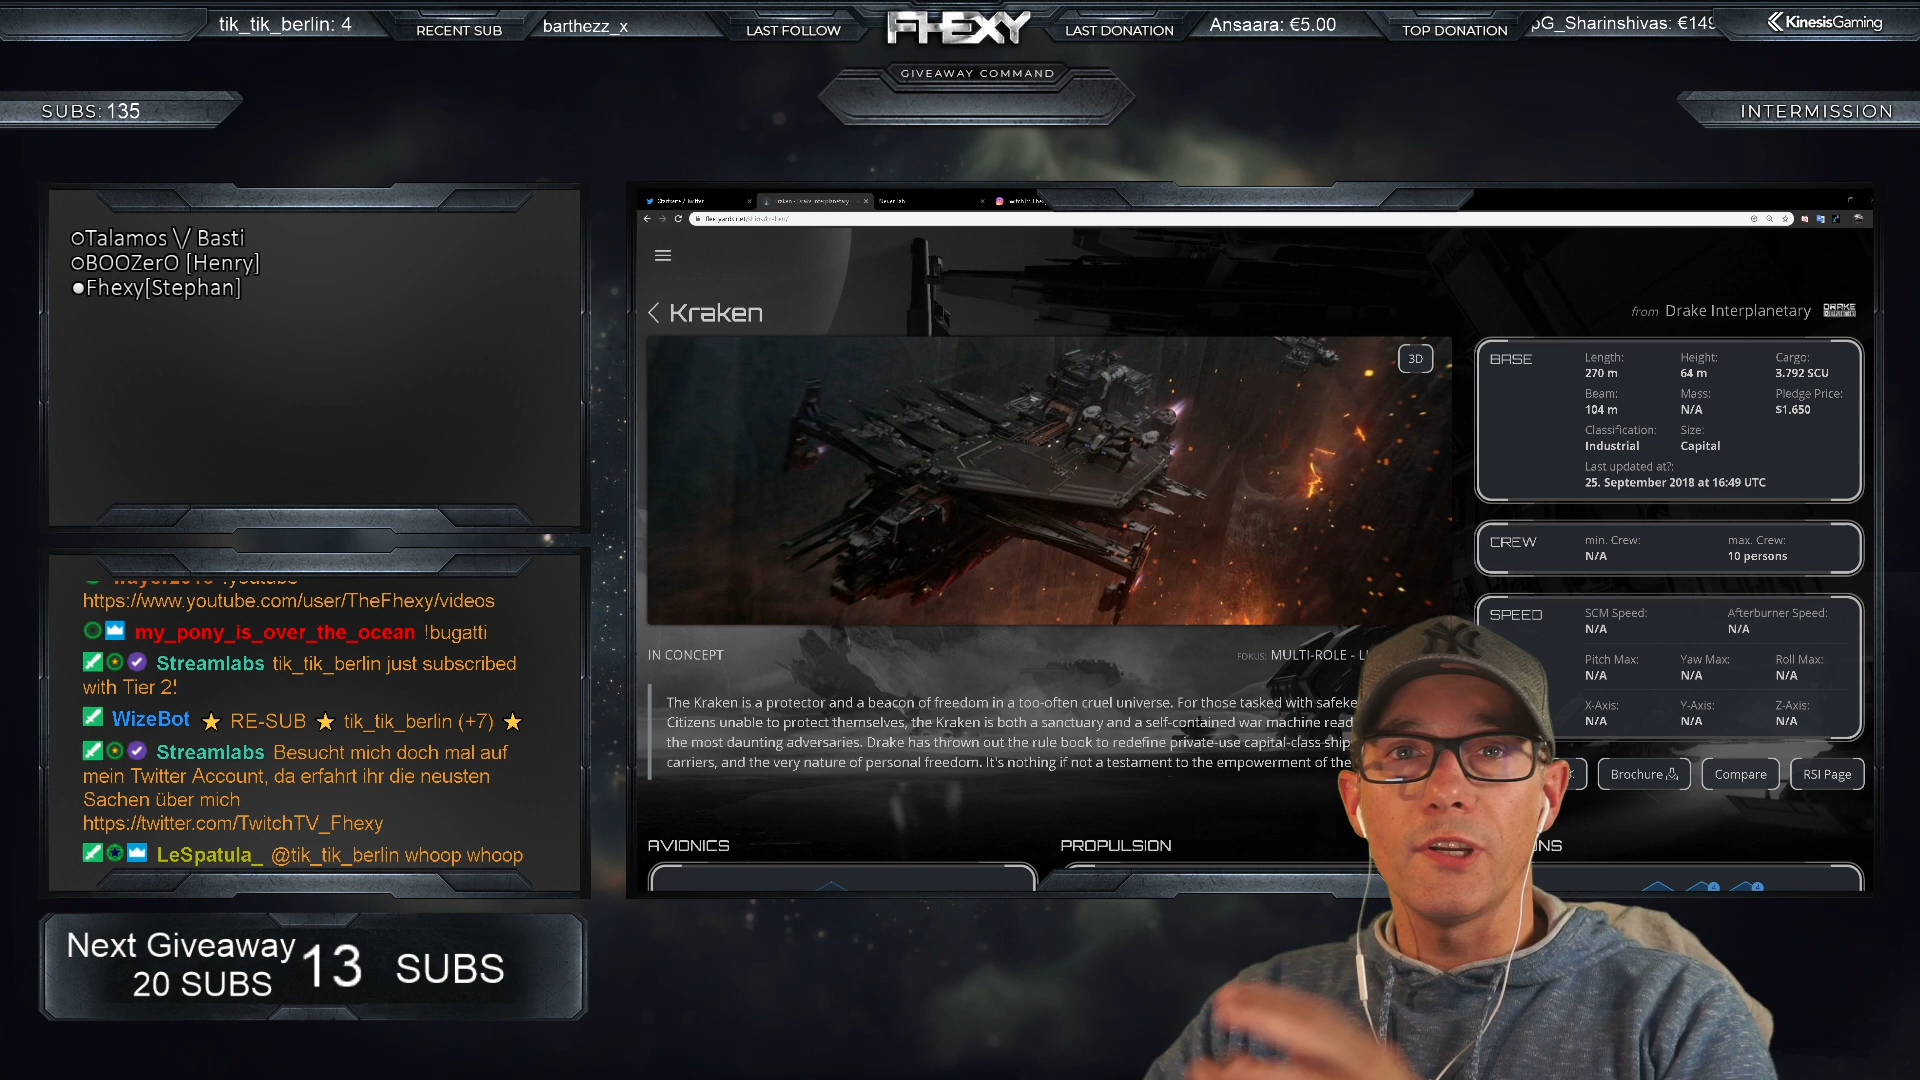 tik_tik_berlin: 4
RECENT SUB
barthezz_x
LAST FOLLOW
FHEXY
LAST DONATION
Ansaara: €5.00
TOP DONATION
pG_Sharinshivas: €149
KinesisGaming
GIVEAWAY COMMAND
SUBS: 135
INTERMISSION
Talamos \/ Basti
BOOZerO [Henry]
Fhexy[Stephan]
https://www.youtube.com/user/TheFhexy/videos
my_pony_is_over_the_ocean !bugatti
Streamlabs tik_tik_berlin just subscribed
with Tier 2!
WizeBot ★ RE-SUB ★ tik_tik_berlin (+7) ★
Streamlabs Besucht mich doch mal auf
mein Twitter Account, da erfahrt ihr die neusten
Sachen über mich
https://twitter.com/TwitchTV_Fhexy
LeSpatula_ @tik_tik_berlin whoop whoop
Next Giveaway
20 SUBS
13 SUBS
Kraken
from Drake Interplanetary
DRAKE
3D
BASE
Length: Height: Cargo:
270 m 64 m 3.792 SCU
Beam: Mass: Pledge Price:
104 m N/A $1.650
Classification: Size:
Industrial Capital
Last updated at?:
25. September 2018 at 16:49 UTC
CREW
min. Crew: max. Crew:
N/A 10 persons
SPEED
SCM Speed: Afterburner Speed:
N/A N/A
Pitch Max: Yaw Max: Roll Max:
N/A N/A N/A
X-Axis: Y-Axis: Z-Axis:
N/A N/A N/A
IN CONCEPT
FOKUS: MULTI-ROLE - LI
The Kraken is a protector and a beacon of freedom in a too-often cruel universe. For those tasked with safeke
Citizens unable to protect themselves, the Kraken is both a sanctuary and a self-contained war machine read
the most daunting adversaries. Drake has thrown out the rule book to redefine private-use capital-class ship
carriers, and the very nature of personal freedom. It's nothing if not a testament to the empowerment of the
Brochure
Compare
RSI Page
AVIONICS
PROPULSION
NS